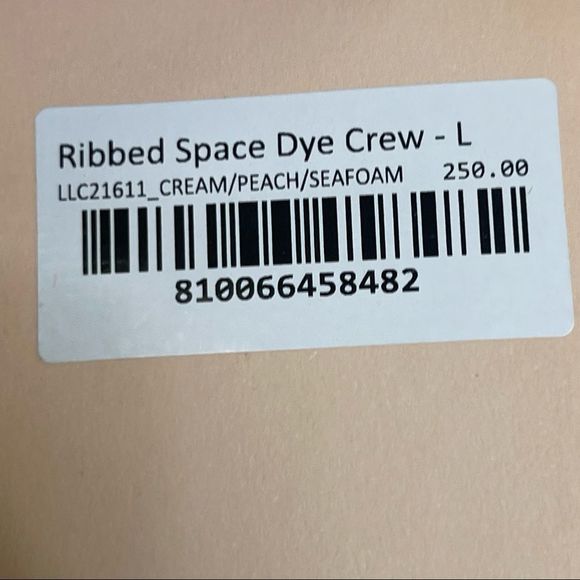 Ribbed Space Dye Crew - L
LLC21611_CREAM/PEACH/SEAFOAM 250.00
810066458482